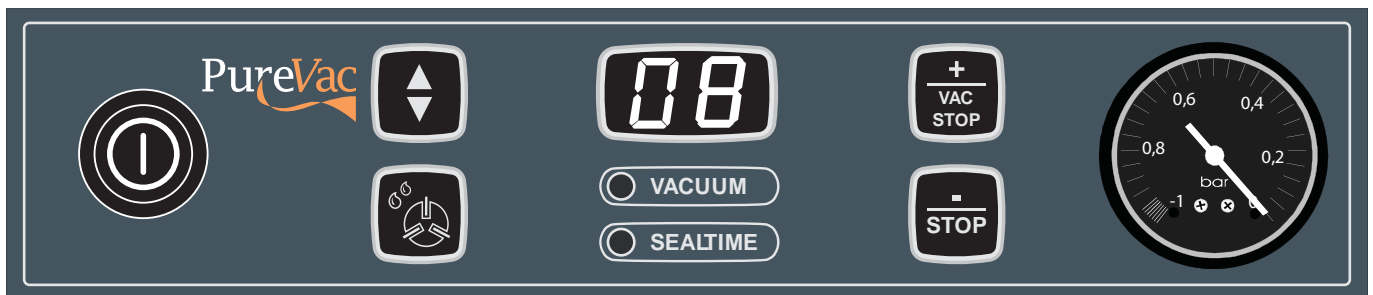 PureVac
08
VACUUM
SEALTIME
+
VAC
STOP
-
STOP
0,6
0,4
0,8
0,2
bar
-1
0